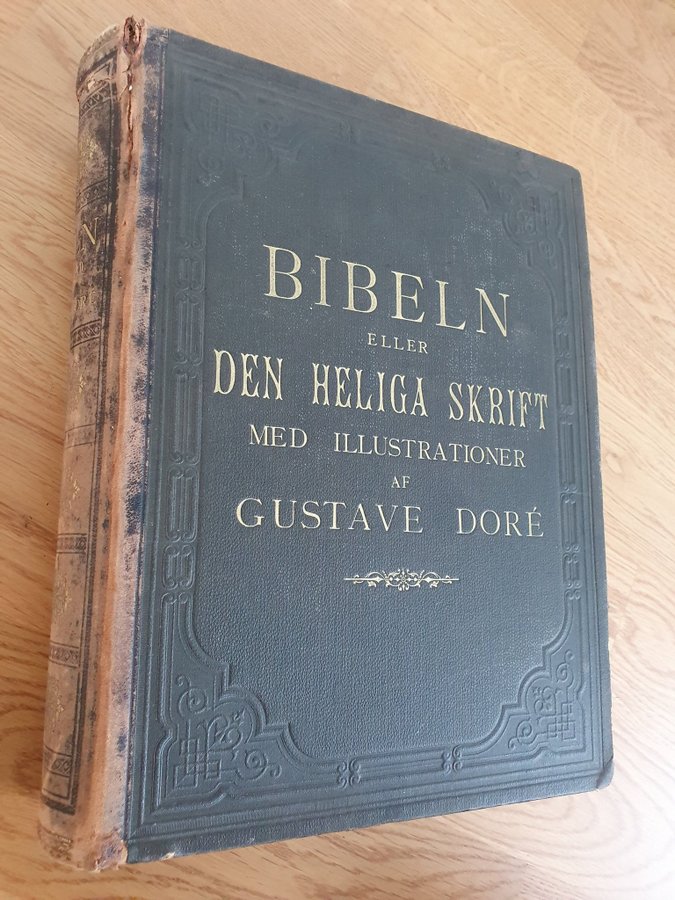 BIBELN
ELLER
DEN HELIGA SKRIFT
MED ILLUSTRATIONER
AF
GUSTAVE DORÉ